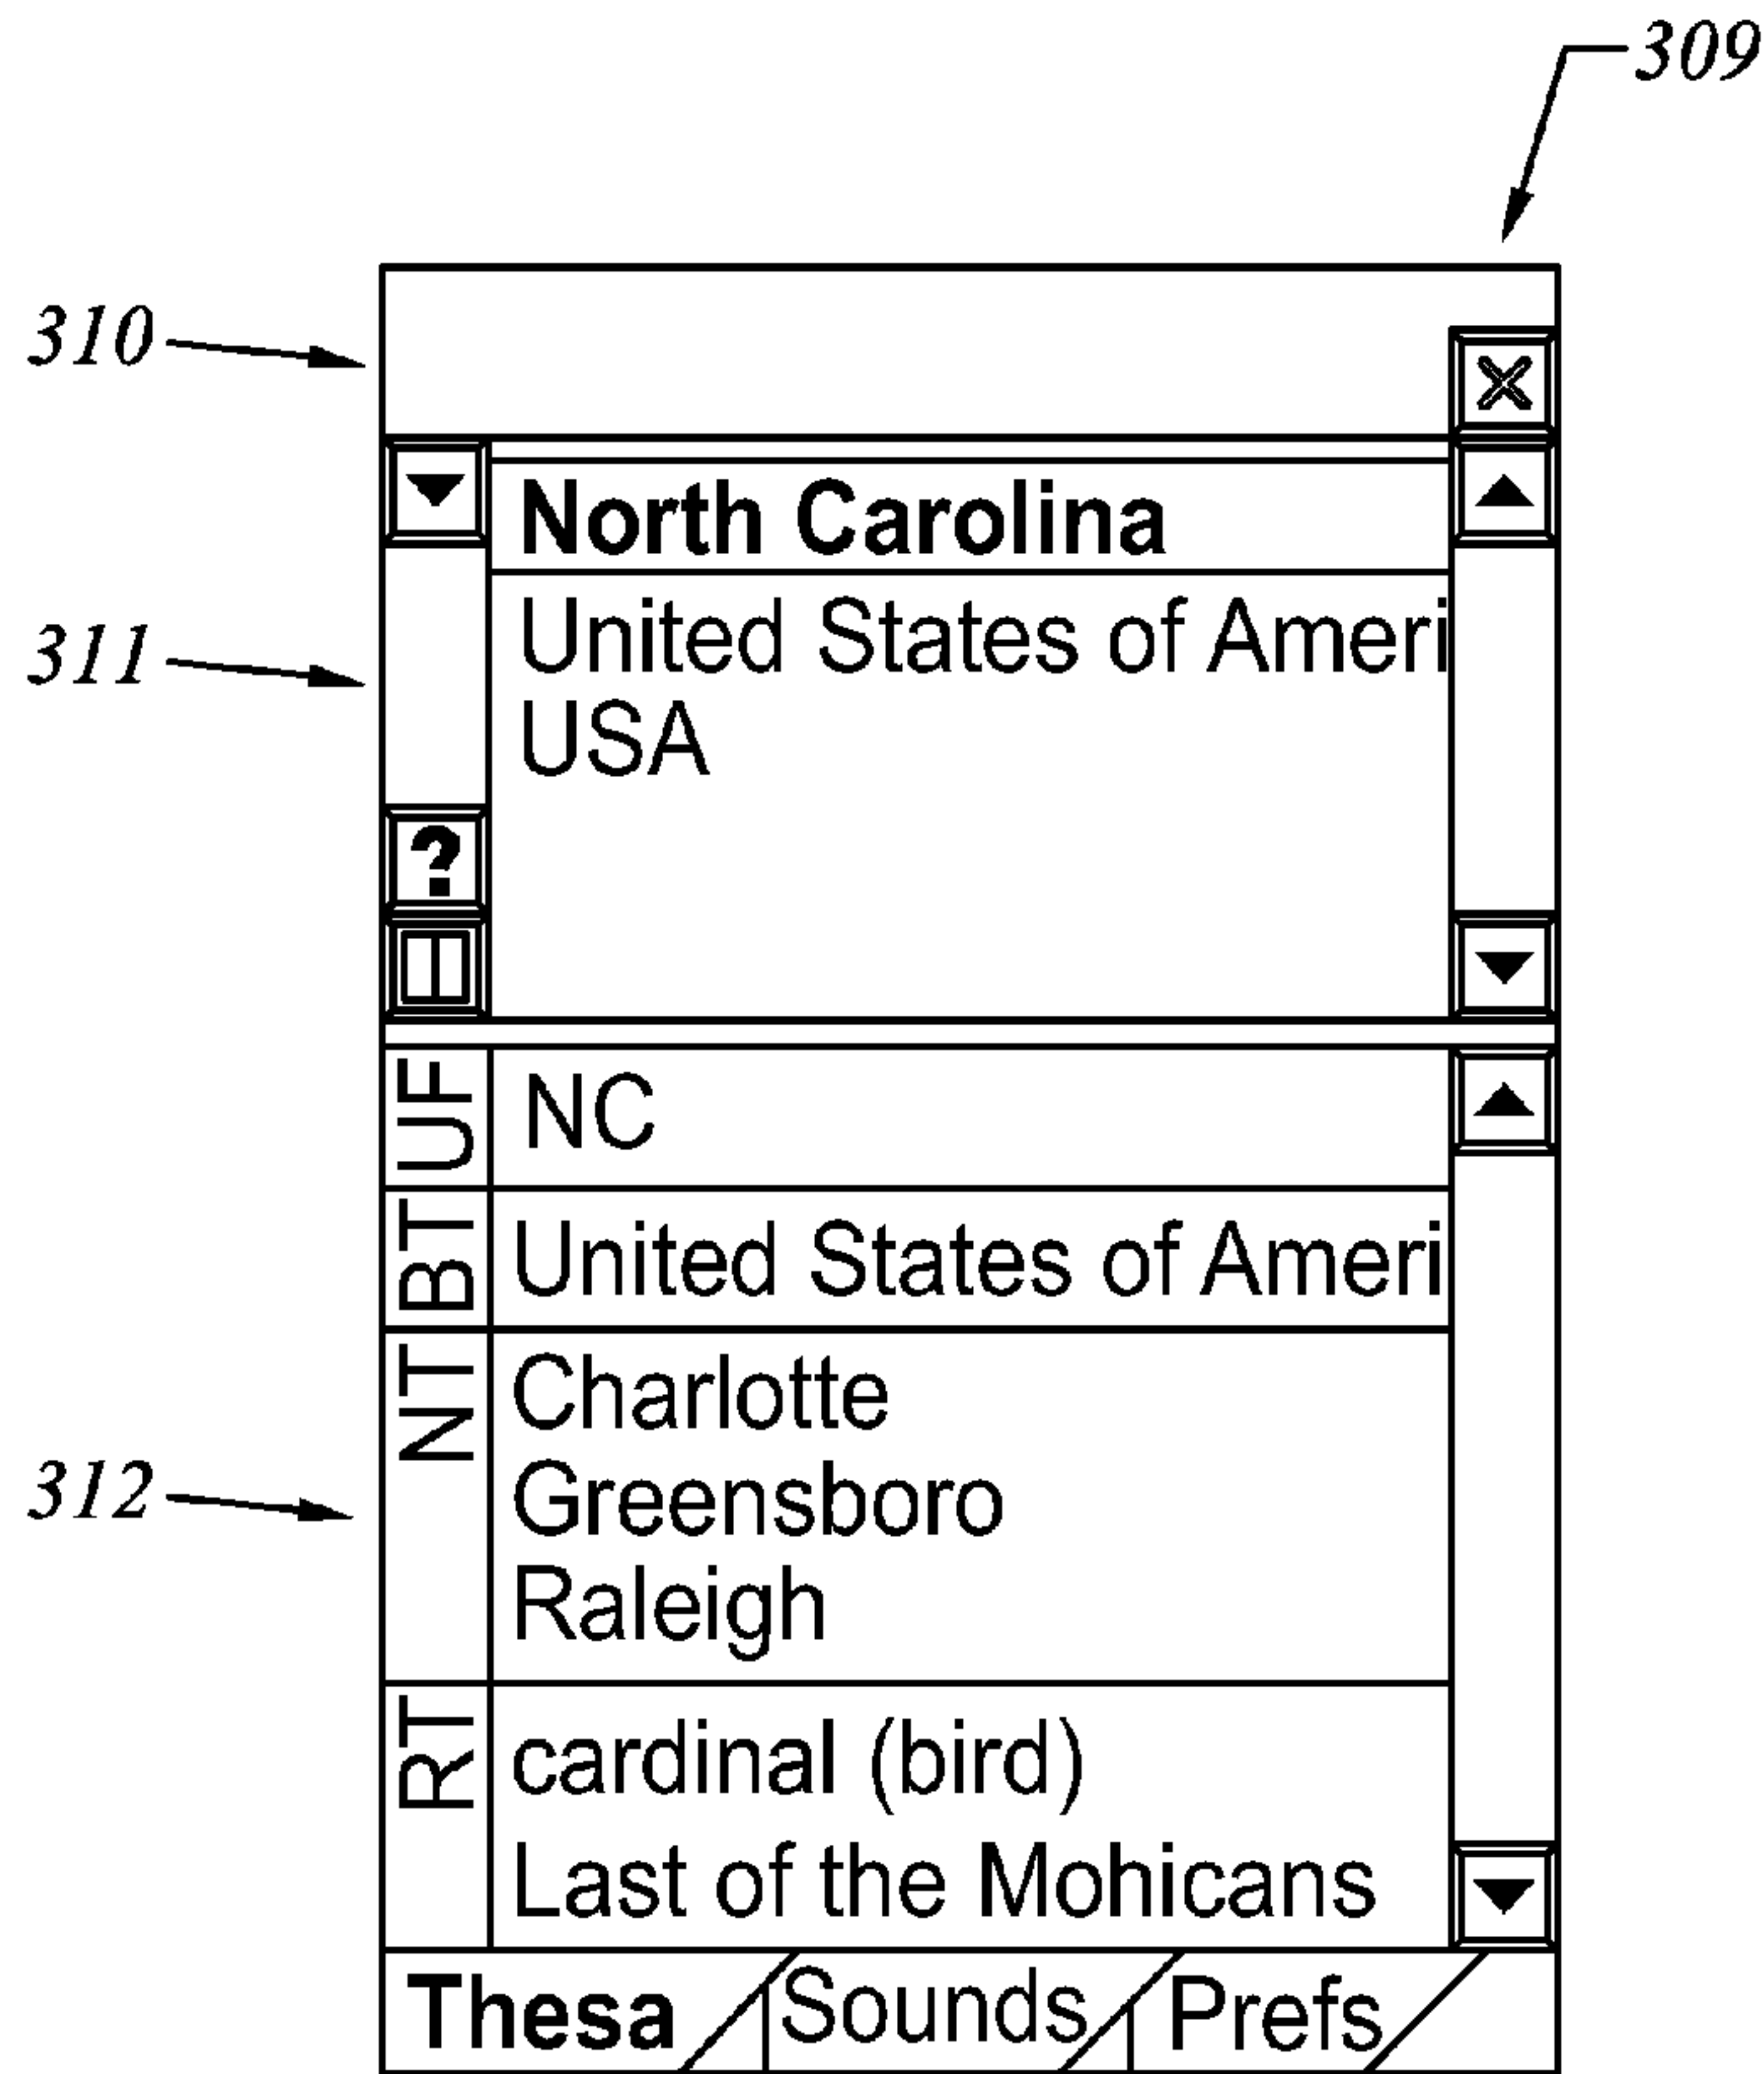 309
310
North Carolina
United States of Ameri
311
USA
?
UF
NC
BT
United States of Ameri
NT
Charlotte
312
Greensboro
Raleigh
RT
cardinal (bird)
Last of the Mohicans
Thesa Sounds Prefs